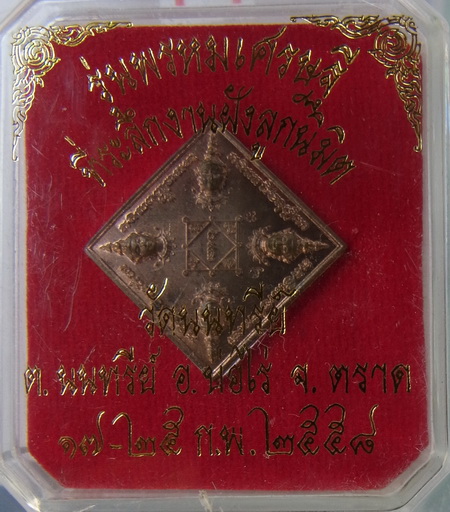 รุ่นพรหมเศรษฐี
ที่ระลึกงานฝังลูกนิมิต
วัดนนทรีย์
ต.นนทรีย์ อ.บ่อไร่ จ.ตราด
๑๗-๒๕ ก.พ.๒๕๕๘